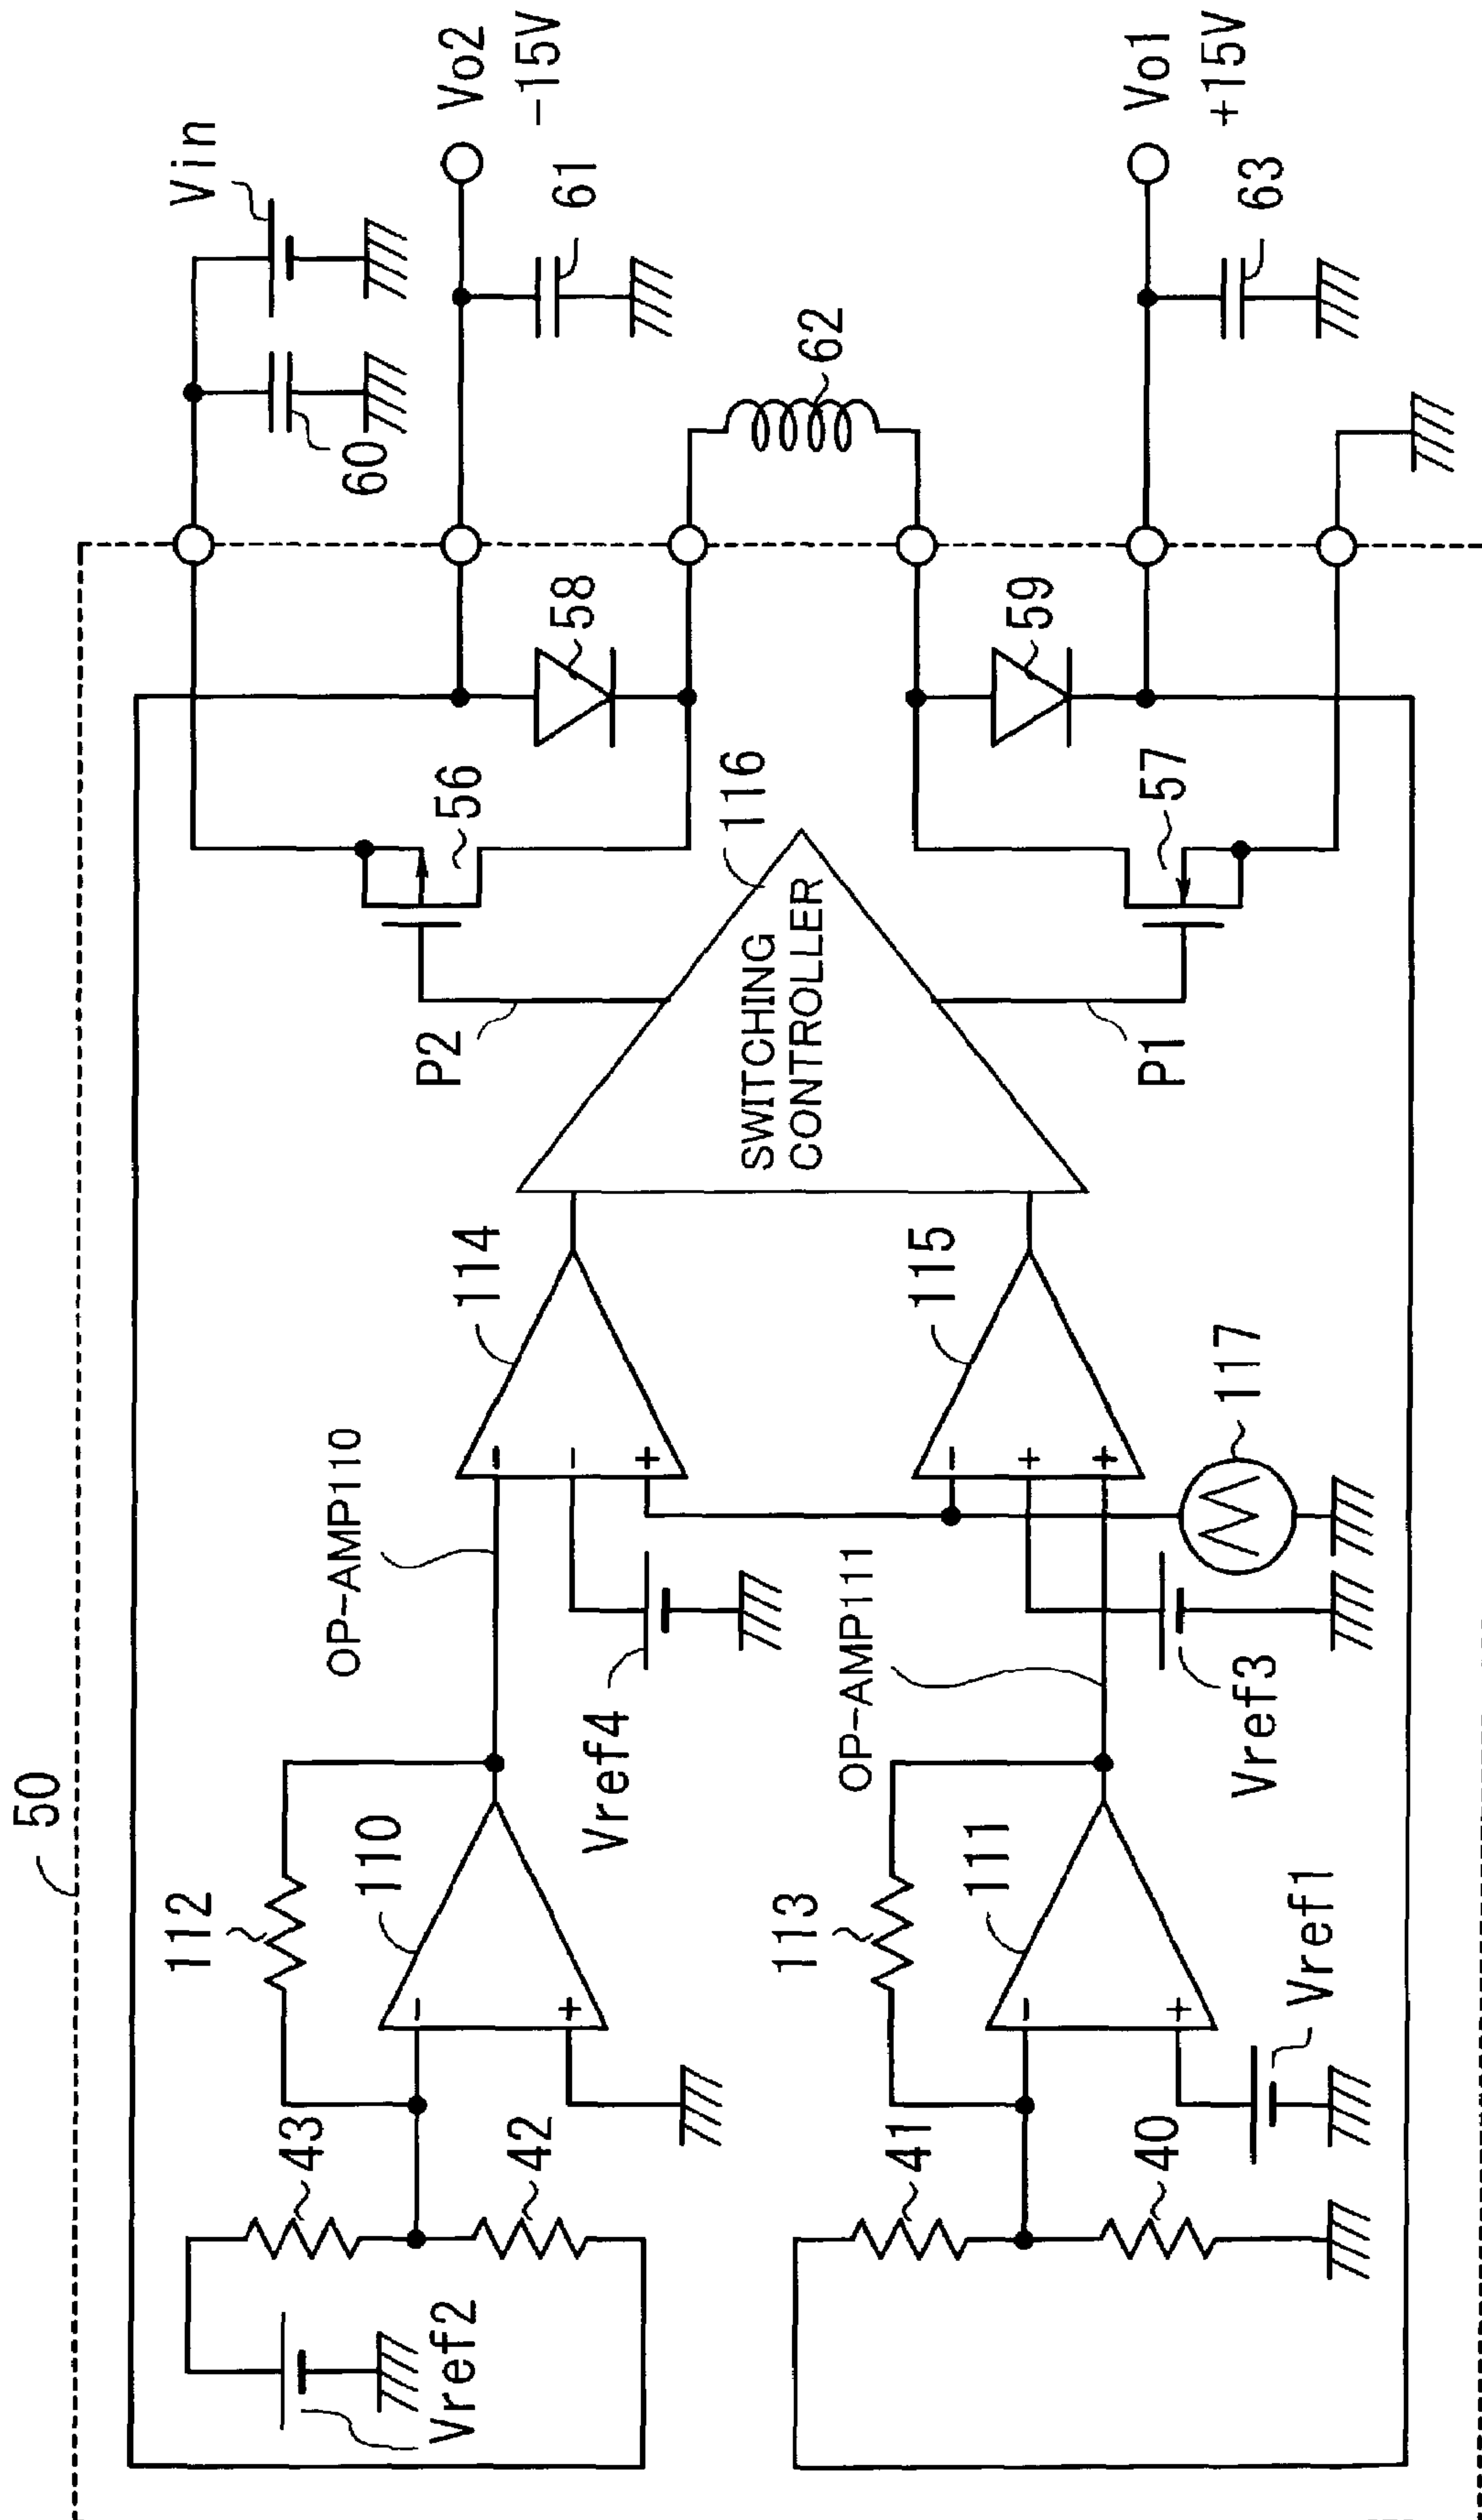 50
Vin
60
Vo2
-15V
61
62
Vo1
+15V
63
58
59
56
57
116
SWITCHING
CONTROLLER
P2
P1
114
115
117
OP-AMP110
OP-AMP111
Vref4
Vref3
112
110
113
111
Vref1
43
42
41
40
Vref2
-
+
-
+
-
-
+
-
+
+